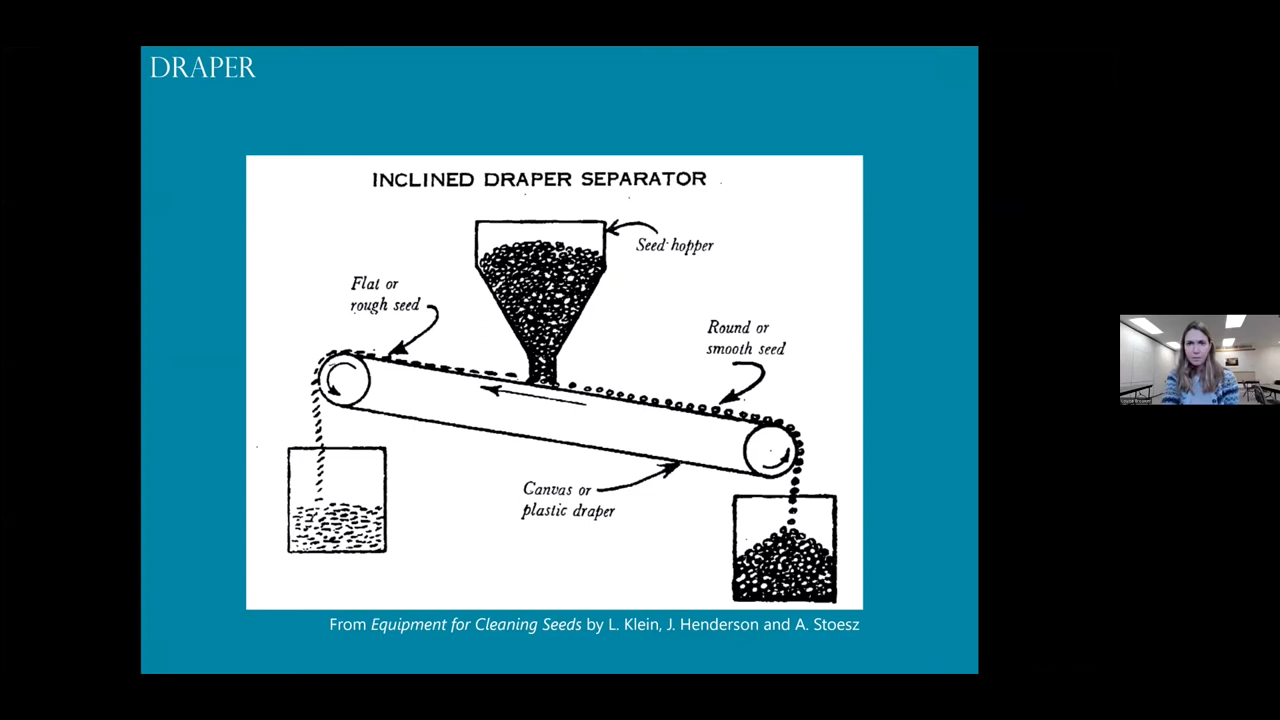 DRAPER
INCLINED DRAPER SEPARATOR
Seed hopper
Flat or
rough seed
Round or
smooth seed
Canvas or
plastic draper
From Equipment for Cleaning Seeds by L. Klein, J. Henderson and A. Stoesz